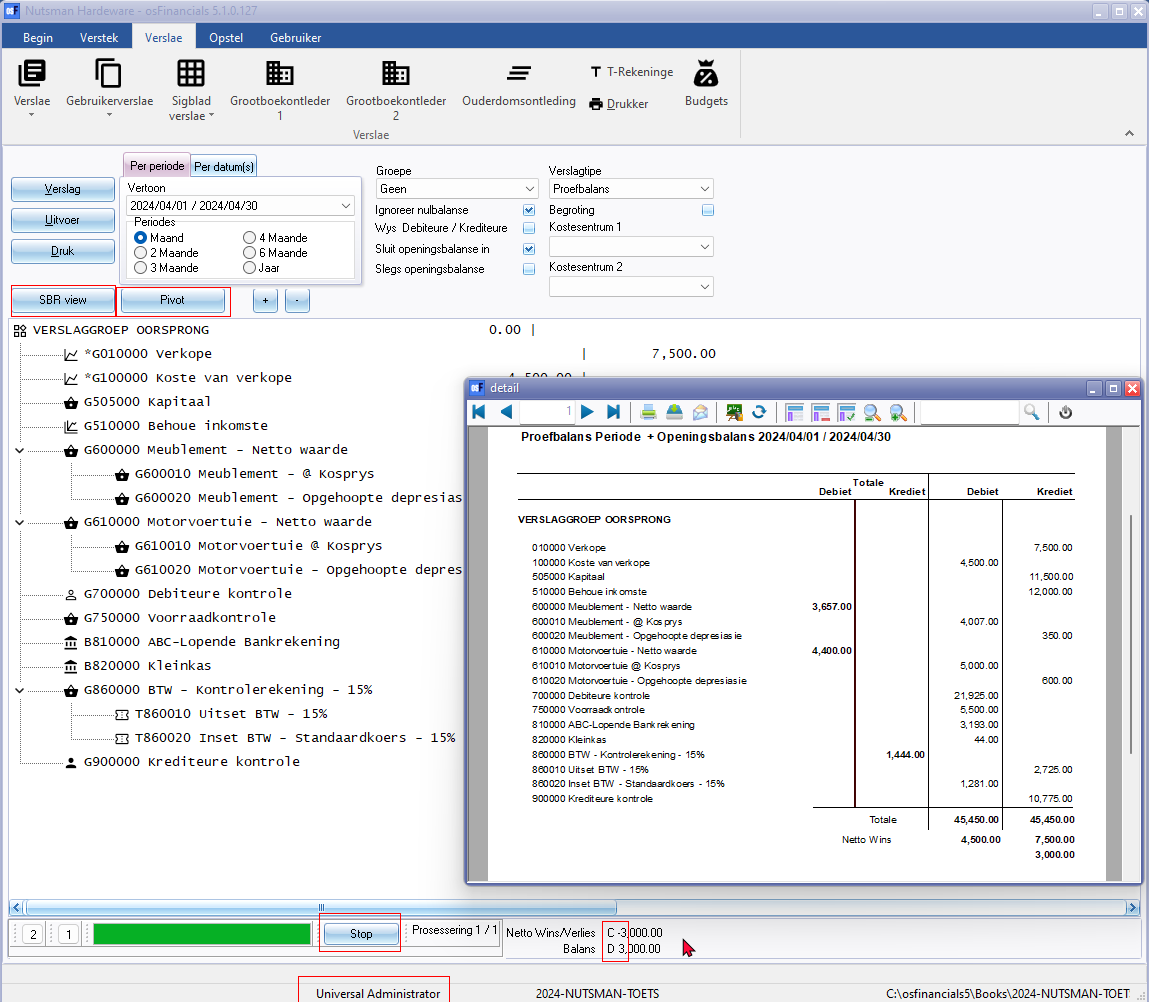 Nutsman Hardware - osFinancials 5.1.0.127
Begin Verstek Verslae Opstel Gebruiker
Verslae
Gebruikerverslae
Sigblad verslae
Grootboekontleder 1
Grootboekontleder 2
Ouderdomsontleding
T-Rekeninge
Drukker
Budgets
Verslae
Verslag
Uitvoer
Druk
Per periode Per datum(s)
Vertoon
2024/04/01 / 2024/04/30
Periodes
Maand 4 Maande
2 Maande 6 Maande
3 Maande Jaar
Groepe
Geen
Ignoreer nulbalanse
Wys Debiteure / Krediteure
Sluit openingsbalanse in
Slegs openingsbalanse
Verslagtipe
Proefbalans
Begroting
Kostesentrum 1
Kostesentrum 2
SBR view Pivot + -
VERSLAGGROEP OORSPRONG 0.00 |
*G010000 Verkope | 7,500.00
*G100000 Koste van verkope
G505000 Kapitaal
G510000 Behoue inkomste
G600000 Meublement - Netto waarde
G600010 Meublement - @ Kosprys
G600020 Meublement - Opgehoopte depresias
G610000 Motorvoertuie - Netto waarde
G610010 Motorvoertuie @ Kosprys
G610020 Motorvoertuie - Opgehoopte depres
G700000 Debiteure kontrole
G750000 Voorraadkontrole
B810000 ABC-Lopende Bankrekening
B820000 Kleinkas
G860000 BTW - Kontrolerekening - 15%
T860010 Uitset BTW - 15%
T860020 Inset BTW - Standaardkoers - 15%
G900000 Krediteure kontrole
detail
1
Proefbalans Periode + Openingsbalans 2024/04/01 / 2024/04/30
Totale
Debiet Krediet Debiet Krediet
VERSLAGGROEP OORSPRONG
010000 Verkope 7,500.00
100000 Koste van verkope 4,500.00
505000 Kapitaal 11,500.00
510000 Behoue inkomste 12,000.00
600000 Meublement - Netto waarde 3,657.00
600010 Meublement - @ Kosprys 4,007.00
600020 Meublement - Opgehoopte depresiasie 350.00
610000 Motorvoertuie - Netto waarde 4,400.00
610010 Motorvoertuie @ Kosprys 5,000.00
610020 Motorvoertuie - Opgehoopte depresiasie 600.00
700000 Debiteure kontrole 21,925.00
750000 Voorraadkontrole 5,500.00
810000 ABC-Lopende Bankrekening 3,193.00
820000 Kleinkas 44.00
860000 BTW - Kontrolerekening - 15% 1,444.00
860010 Uitset BTW - 15% 2,725.00
860020 Inset BTW - Standaardkoers - 15% 1,281.00
900000 Krediteure kontrole 10,775.00
Totale 45,450.00 45,450.00
Netto Wins 4,500.00 7,500.00
3,000.00
2 1 Stop Prosessering 1 / 1
Netto Wins/Verlies C -3,000.00
Balans D 3,000.00
Universal Administrator 2024-NUTSMAN-TOETS C:\osfinancials5\Books\2024-NUTSMAN-TOET